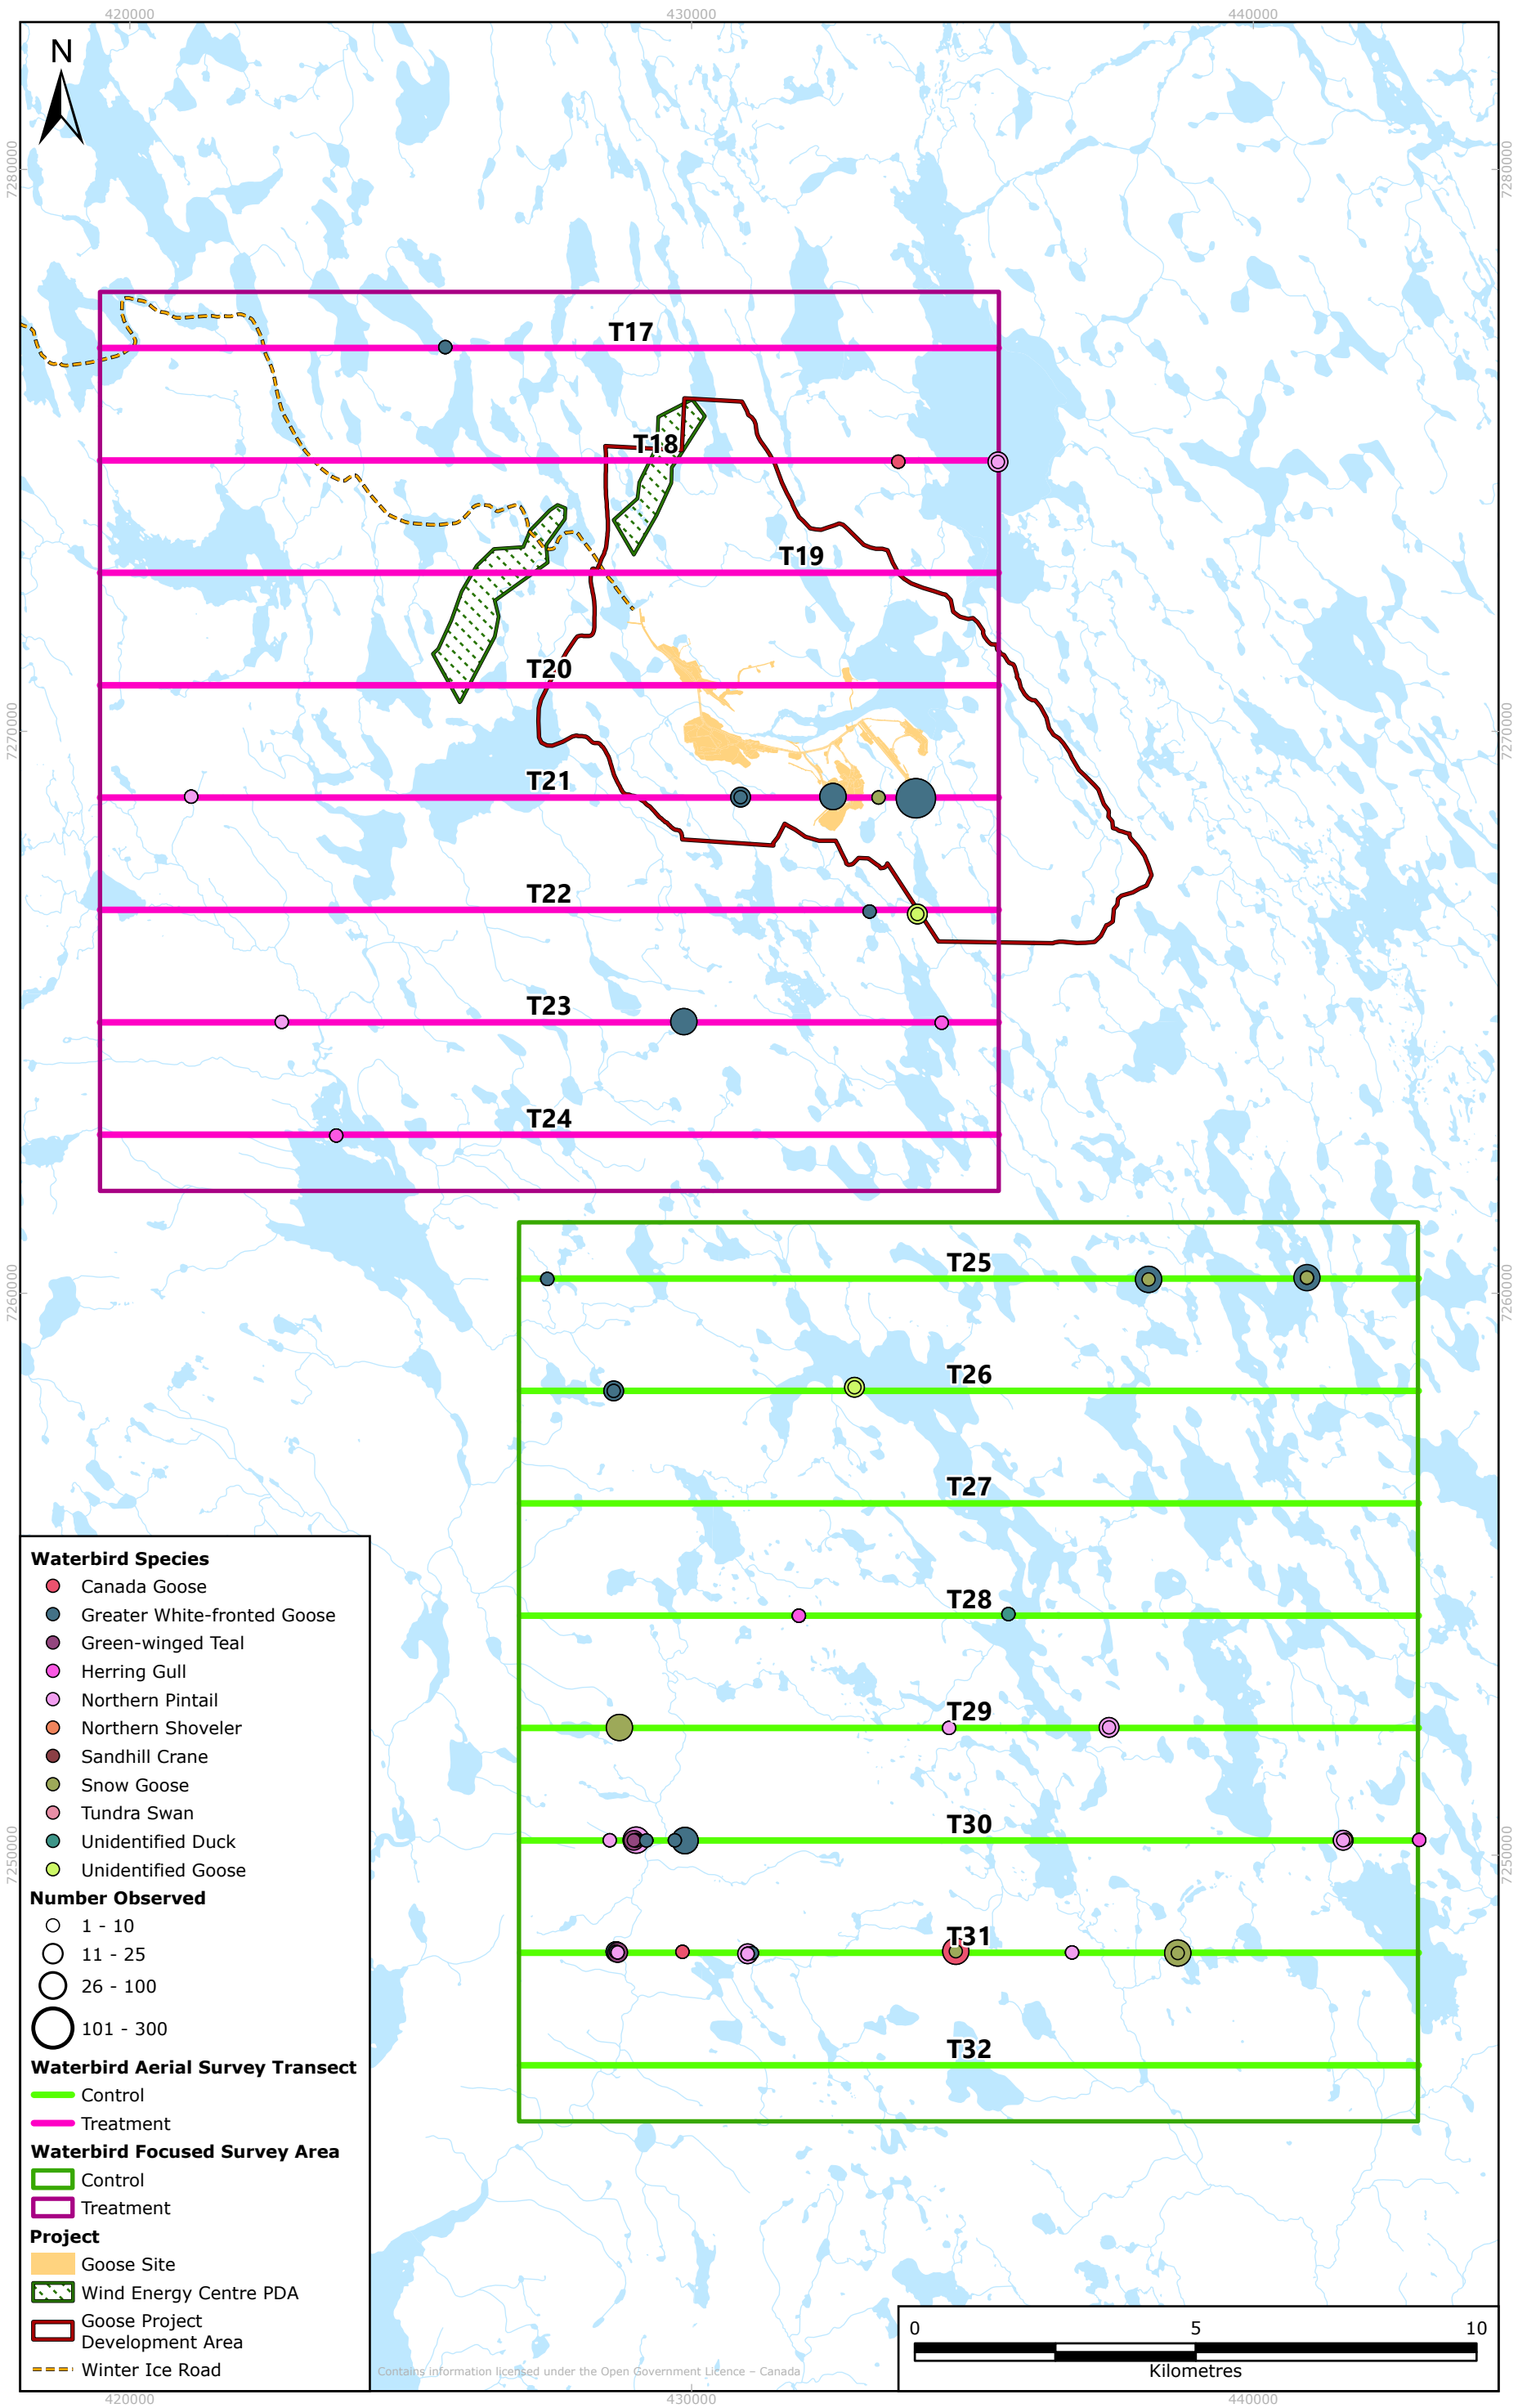 420000
430000
440000
N
7280000
7280000
T17
T18
T19
T20
7270000
7270000
T21
T22
T23
T24
T25
7260000
7260000
T26
T27
T28
T29
T30
7250000
7250000
T31
T32
Waterbird Species
Canada Goose
Greater White-fronted Goose
Green-winged Teal
Herring Gull
Northern Pintail
Northern Shoveler
Sandhill Crane
Snow Goose
Tundra Swan
Unidentified Duck
Unidentified Goose
Number Observed
1 - 10
11 - 25
26 - 100
101 - 300
Waterbird Aerial Survey Transect
Control
Treatment
Waterbird Focused Survey Area
Control
Treatment
Project
Goose Site
Wind Energy Centre PDA
Goose Project
Development Area
Winter Ice Road
Contains information licensed under the Open Government Licence – Canada
0 5 10
Kilometres
420000
430000
440000